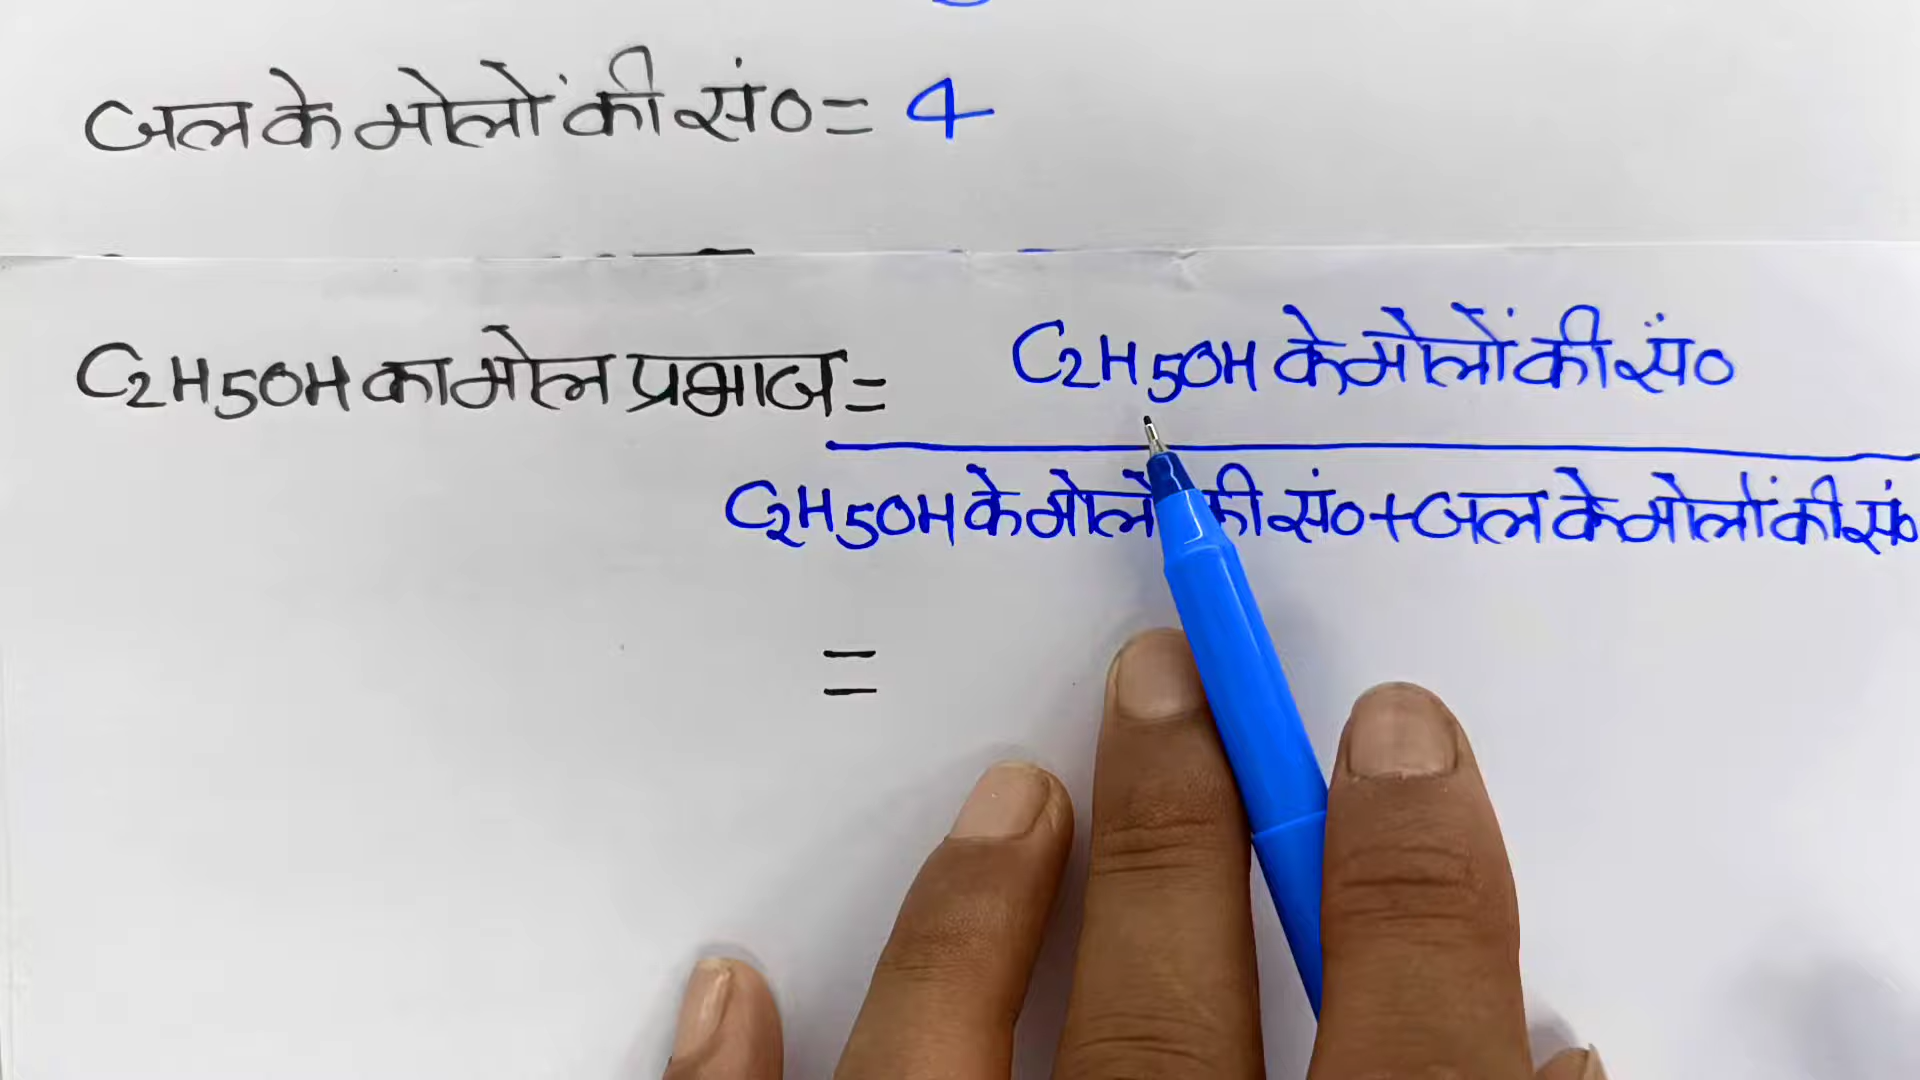 जल के मोलों की सं० = 4
C2H5OH का मोल प्रभाज = C2H5OH के मोलों की सं०
C2H5OH के मोलों की सं० + जल के मोलों की सं०
=